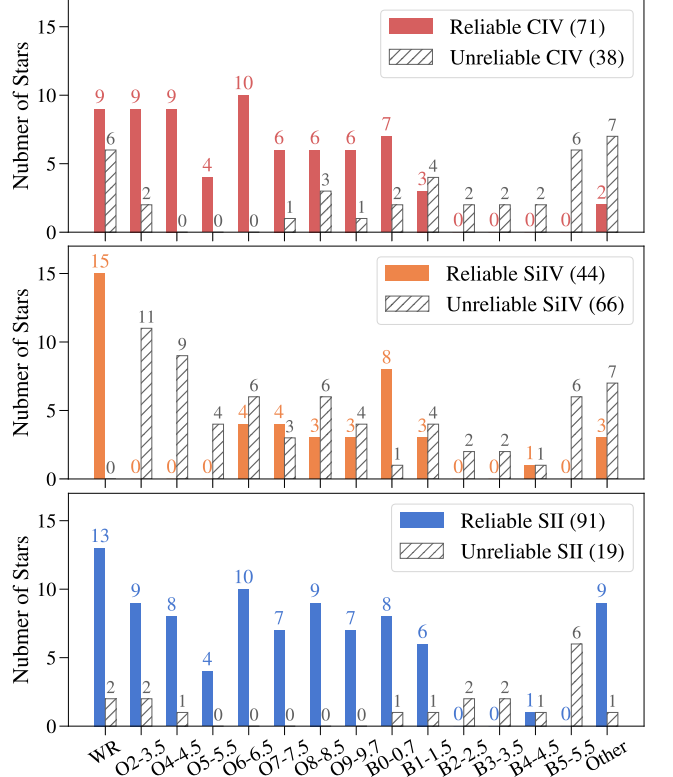 15
10
5
0
Nubmer of Stars
Reliable CIV (71)
Unreliable CIV (38)
9 6 9 2 9 0 4 0 10 0 6 1 6 3 6 1 7 2 3 4 0 2 0 2 0 2 0 6 2 7
15
10
5
0
Nubmer of Stars
Reliable SiIV (44)
Unreliable SiIV (66)
15 0 0 11 0 9 0 4 4 6 4 3 3 6 3 4 8 1 3 4 0 2 0 2 1 1 0 6 3 7
15
10
5
0
Nubmer of Stars
Reliable SII (91)
Unreliable SII (19)
13 2 9 2 8 1 4 0 10 0 7 0 9 0 7 0 8 1 6 1 0 2 0 2 1 1 0 6 9 1
WR O2-3.5 O4-4.5 O5-5.5 O6-6.5 O7-7.5 O8-8.5 O9-9.7 B0-0.7 B1-1.5 B2-2.5 B3-3.5 B4-4.5 B5-5.5 Other